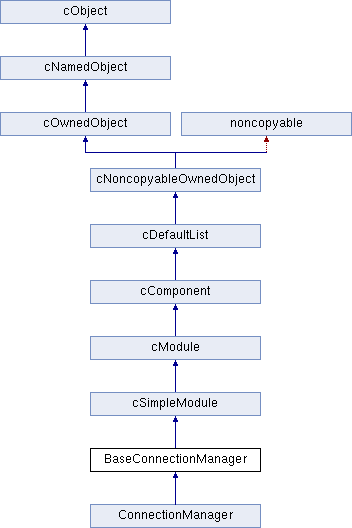 cObject
cNamedObject
cOwnedObject
noncopyable
cNoncopyableOwnedObject
cDefaultList
cComponent
cModule
cSimpleModule
BaseConnectionManager
ConnectionManager